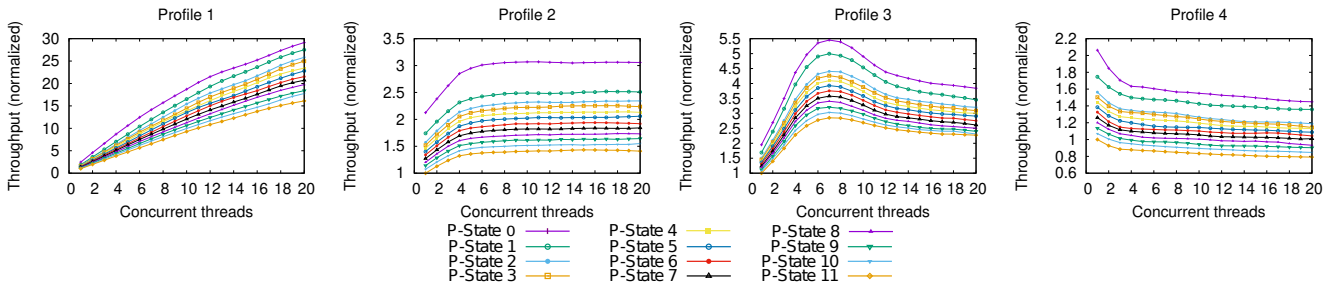 Profile 1
Throughput (normalized)
30
25
20
15
10
5
0
0 2 4 6 8 10 12 14 16 18 20
Concurrent threads
Profile 2
Throughput (normalized)
3.5
3
2.5
2
1.5
1
0 2 4 6 8 10 12 14 16 18 20
Concurrent threads
Profile 3
Throughput (normalized)
5.5
5
4.5
4
3.5
3
2.5
2
1.5
1
0 2 4 6 8 10 12 14 16 18 20
Concurrent threads
Profile 4
Throughput (normalized)
2.2
2
1.8
1.6
1.4
1.2
1
0.8
0.6
0 2 4 6 8 10 12 14 16 18 20
Concurrent threads
P-State 0
P-State 1
P-State 2
P-State 3
P-State 4
P-State 5
P-State 6
P-State 7
P-State 8
P-State 9
P-State 10
P-State 11